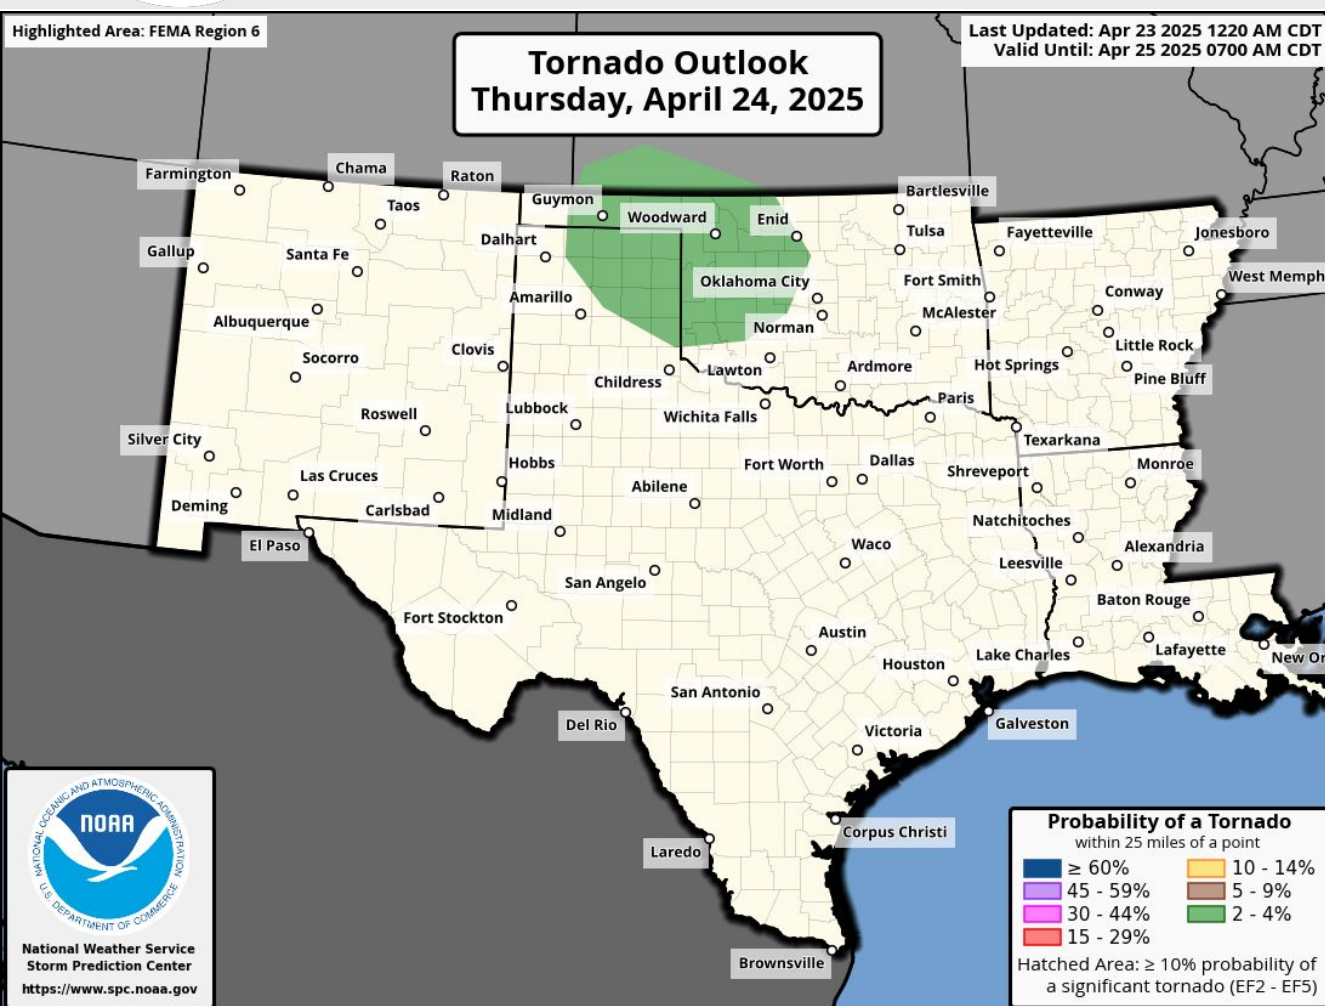 Highlighted Area: FEMA Region 6
Last Updated: Apr 23 2025 1220 AM CDT
Valid Until: Apr 25 2025 0700 AM CDT
Tornado Outlook
Thursday, April 24, 2025
Farmington
Chama
Raton
Taos
Guymon
Woodward
Enid
Bartlesville
Tulsa
Fayetteville
Jonesboro
Gallup
Santa Fe
Dalhart
Oklahoma City
Fort Smith
West Memph
Amarillo
Conway
Albuquerque
Norman
McAlester
Little Rock
Socorro
Clovis
Childress
Lawton
Ardmore
Hot Springs
Pine Bluff
Roswell
Lubbock
Wichita Falls
Paris
Silver City
Texarkana
Hobbs
Fort Worth
Dallas
Shreveport
Monroe
Las Cruces
Abilene
Deming
Carlsbad
Midland
Natchitoches
El Paso
Waco
Alexandria
San Angelo
Leesville
Baton Rouge
Fort Stockton
Austin
Lake Charles
Lafayette
New Or
Houston
San Antonio
Del Rio
Galveston
Victoria
Corpus Christi
Laredo
Brownsville
NATIONAL OCEANIC AND ATMOSPHERIC ADMINISTRATION
NOAA
U.S. DEPARTMENT OF COMMERCE
National Weather Service
Storm Prediction Center
https://www.spc.noaa.gov
Probability of a Tornado
within 25 miles of a point
≥ 60%
45 - 59%
30 - 44%
15 - 29%
10 - 14%
5 - 9%
2 - 4%
Hatched Area: ≥ 10% probability of
a significant tornado (EF2 - EF5)